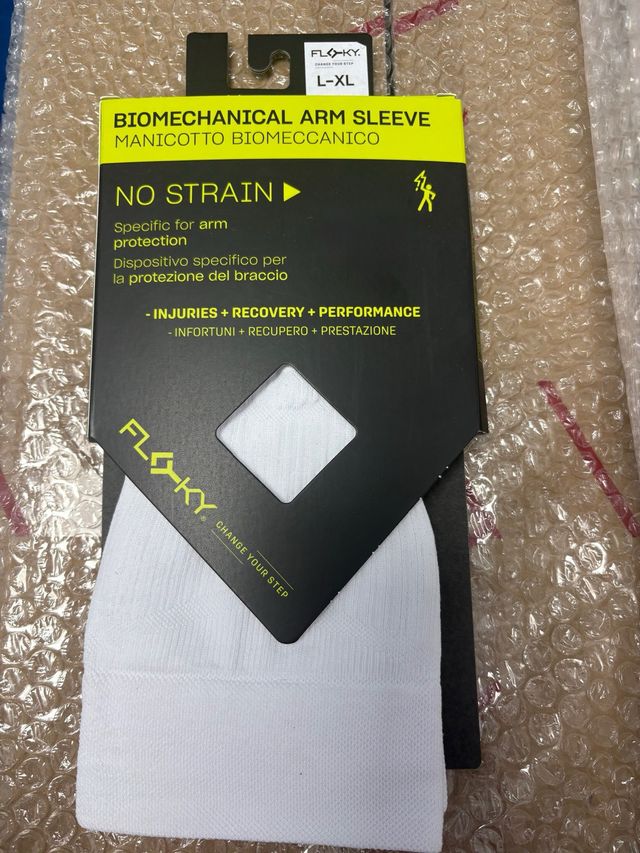 FLOKY.
CHANGE YOUR STEP
L-XL
BIOMECHANICAL ARM SLEEVE
MANICOTTO BIOMECCANICO
NO STRAIN
Specific for arm
protection
Dispositivo specifico per
la protezione del braccio
- INJURIES + RECOVERY + PERFORMANCE
- INFORTUNI + RECUPERO + PRESTAZIONE
FLOKY®
CHANGE YOUR STEP